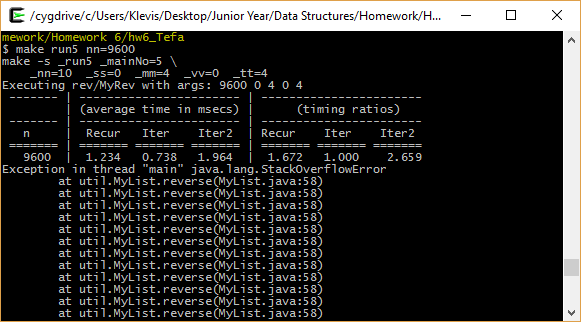 /cygdrive/c/Users/Klevis/Desktop/Junior Year/Data Structures/Homework/H...
mework/Homework 6/hw6_Tefa
$ make run5 nn=9600
make -s _run5 _mainNo=5 \
    _nn=10  _ss=0  _mm=4  _vv=0  _tt=4
Executing rev/MyRev with args: 9600 0 4 0 4
 ------- | ----------------------- | -----------------------
         | (average time in msecs) |     (timing ratios)
 ------- | ----------------------- | -----------------------
   n     |  Recur   Iter    Iter2  |  Recur   Iter    Iter2
 ======= | ======= ======= ======= | ======= ======= =======
   9600  |  1.234   0.738   1.964  |  1.672   1.000   2.659
Exception in thread "main" java.lang.StackOverflowError
        at util.MyList.reverse(MyList.java:58)
        at util.MyList.reverse(MyList.java:58)
        at util.MyList.reverse(MyList.java:58)
        at util.MyList.reverse(MyList.java:58)
        at util.MyList.reverse(MyList.java:58)
        at util.MyList.reverse(MyList.java:58)
        at util.MyList.reverse(MyList.java:58)
        at util.MyList.reverse(MyList.java:58)
        at util.MyList.reverse(MyList.java:58)
        at util.MyList.reverse(MyList.java:58)
        at util.MyList.reverse(MyList.java:58)
        at util.MyList.reverse(MyList.java:58)